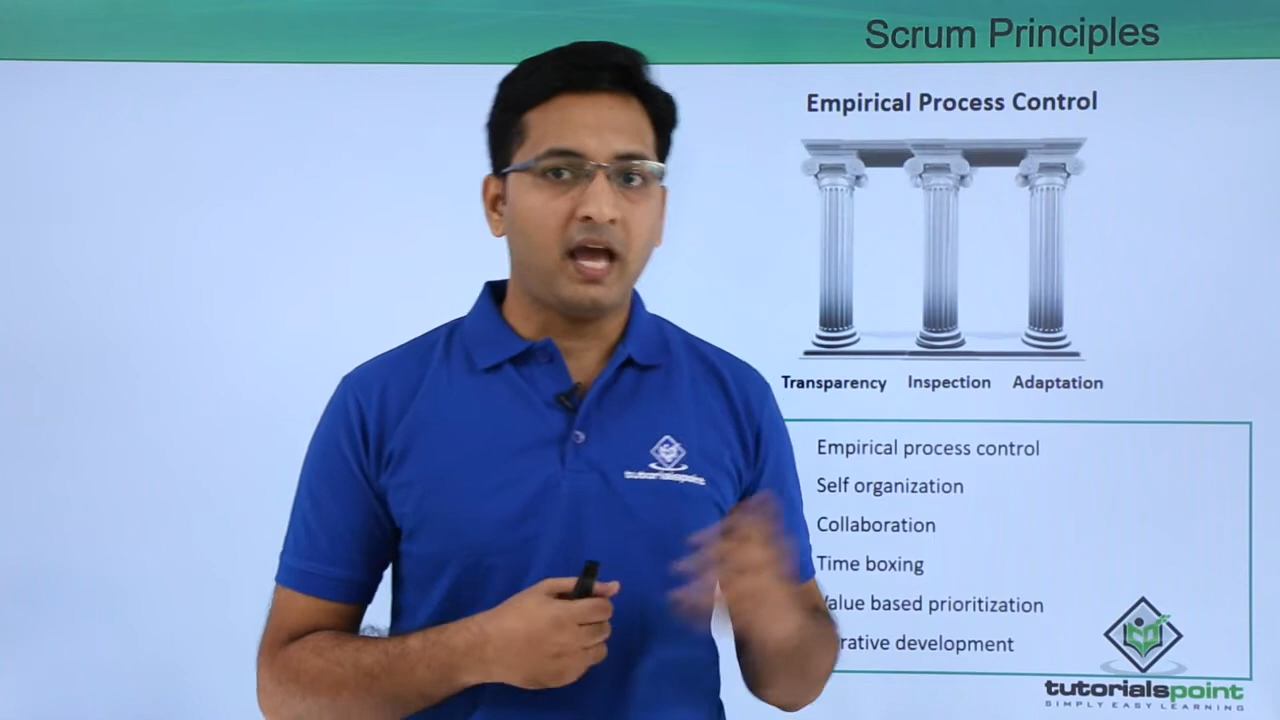 Scrum Principles
Empirical Process Control
Transparency Inspection Adaptation
Empirical process control
Self organization
Collaboration
Time boxing
based prioritization
development
tutorialspoint
SIMPLY EASY LEARNING
tutorialspoint